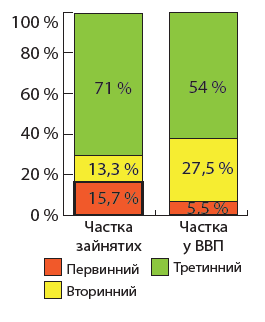 100 %
80 %
60 %
40 %
20 %
0 %
71 %
13,3 %
15,7 %
54 %
27,5 %
5,5 %
Частка
зайнятих
Частка
у ВВП
Первинний
Третинний
Вторинний